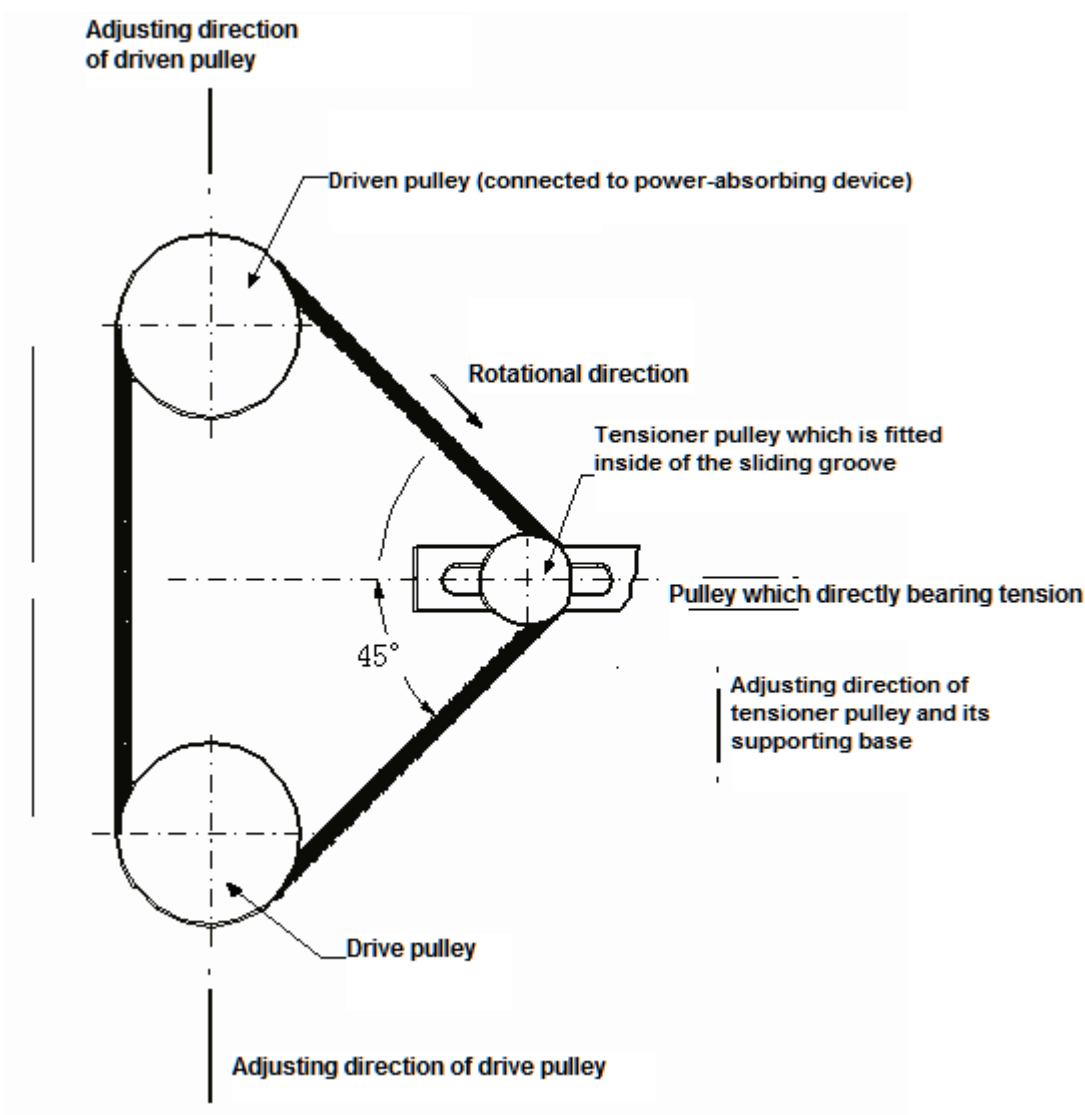 Adjusting direction
of driven pulley
Driven pulley (connected to power-absorbing device)
Rotational direction
Tensioner pulley which is fitted
inside of the sliding groove
Pulley which directly bearing tension
45°
Adjusting direction of
tensioner pulley and its
supporting base
Drive pulley
Adjusting direction of drive pulley